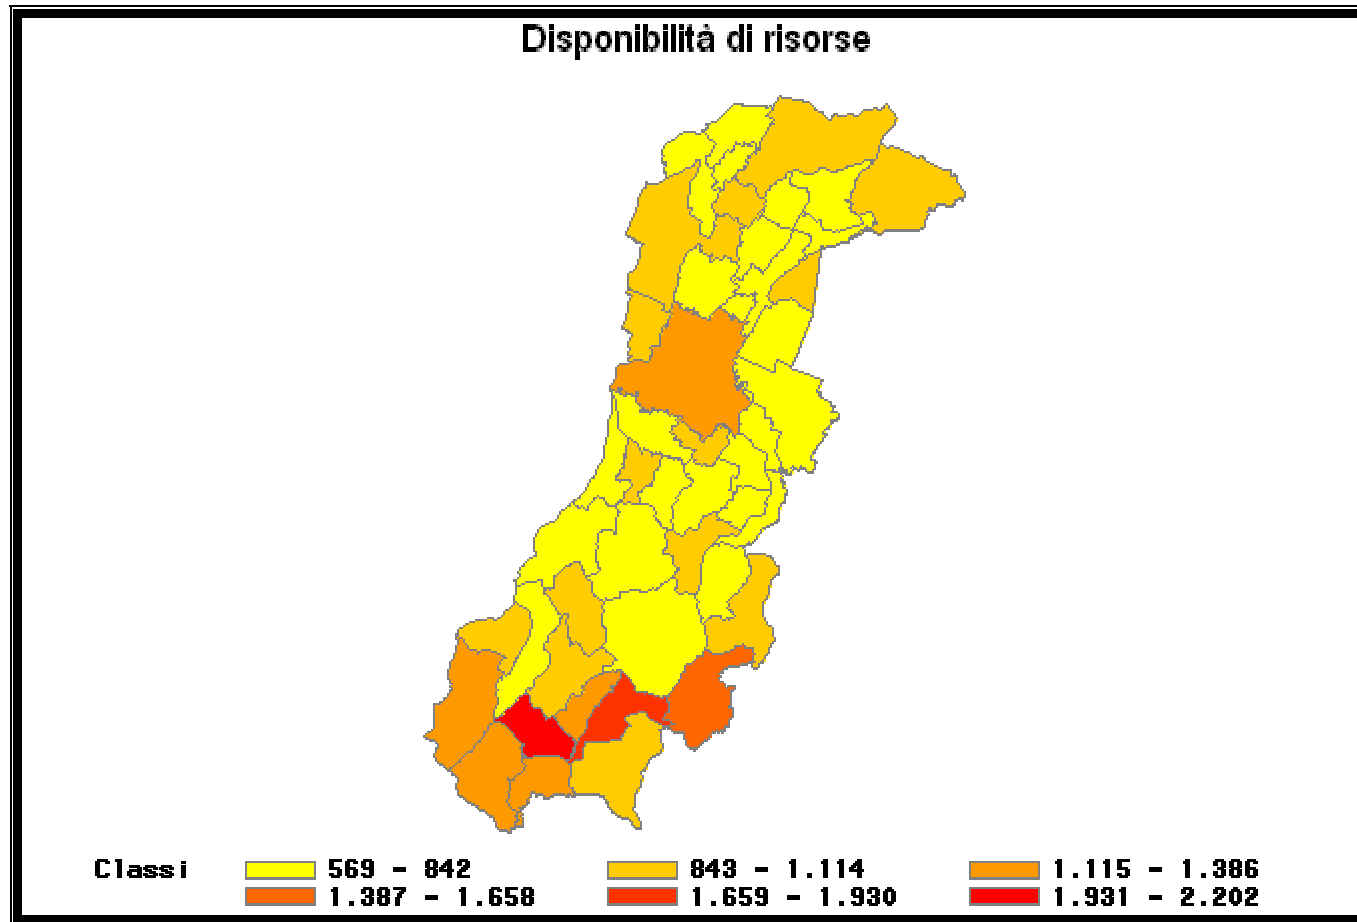 Disponibilità di risorse
Classi 569 - 842 843 - 1.114 1.115 - 1.386
1.387 - 1.658 1.659 - 1.930 1.931 - 2.202